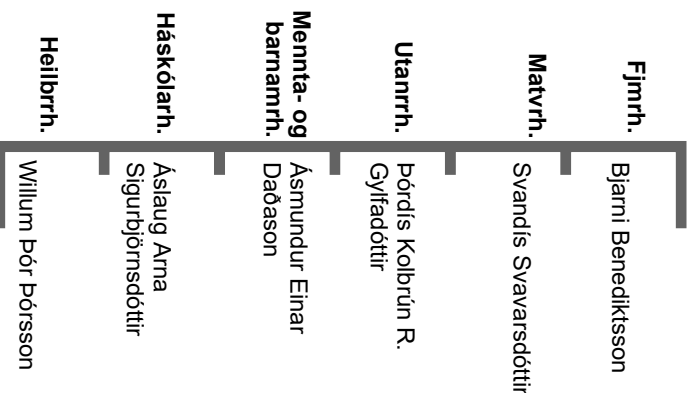 Fjmrh.
Bjarni Benediktsson
Matvrh.
Svandís Svavarsdóttir
Utanrrh.
Þórdís Kolbrún R.
Gylfadóttir
Mennta- og
barnamrh.
Ásmundur Einar
Daðason
Háskólarh.
Áslaug Arna
Sigurbjörnsdóttir
Heilbrrh.
Willum Þór Þórsson